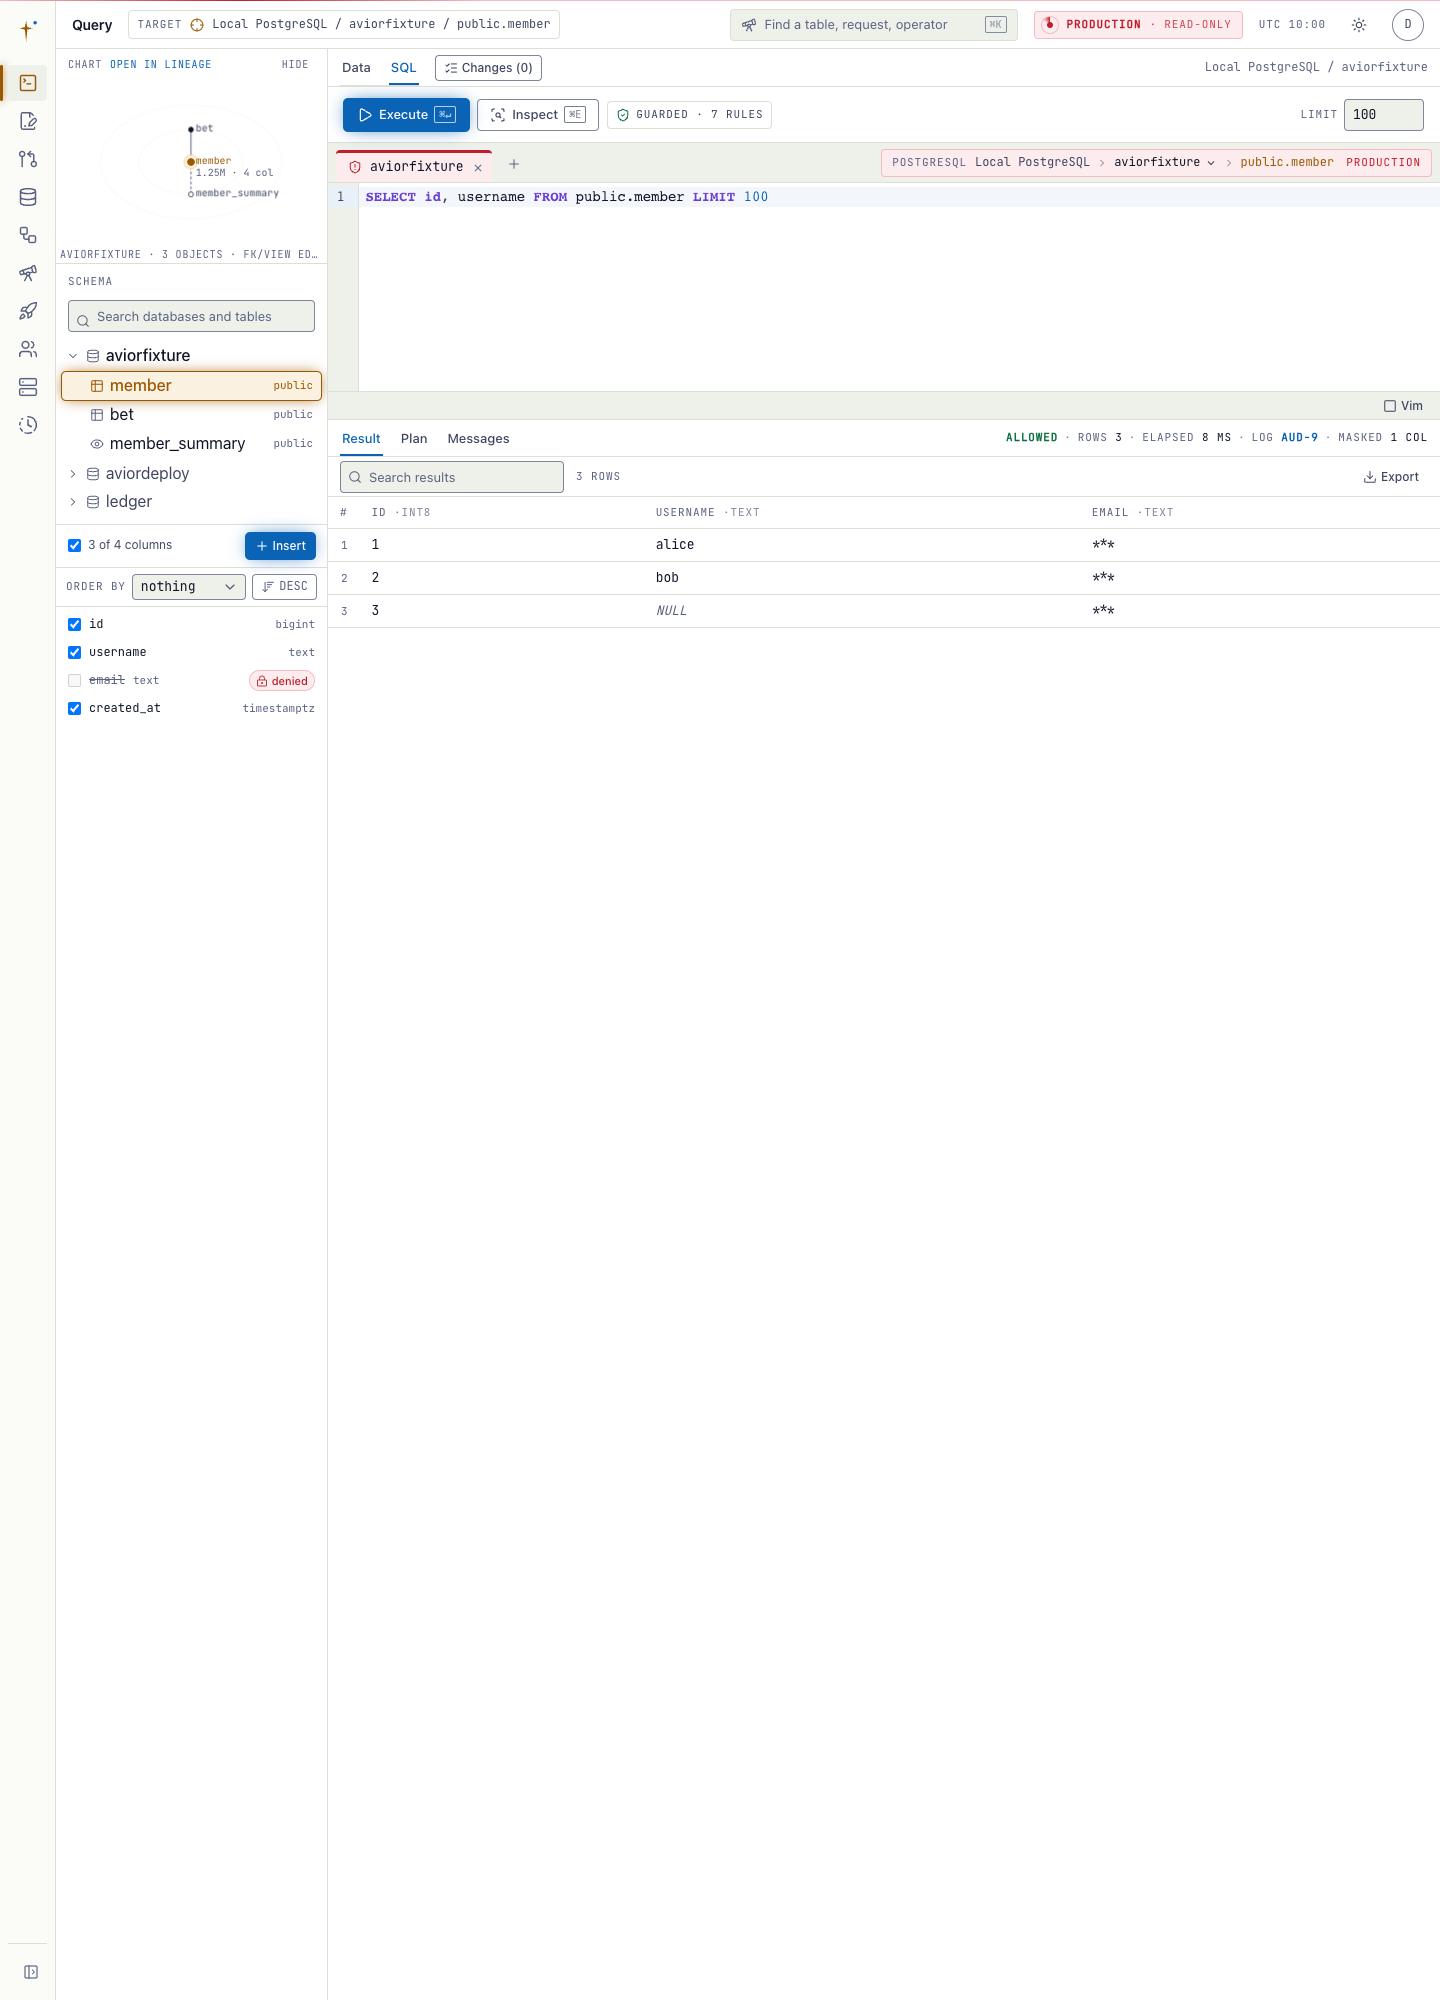 Query
TARGET Local PostgreSQL / aviorfixture / public.member
Find a table, request, operator ⌘K
PRODUCTION · READ-ONLY
UTC 10:00
D
CHART OPEN IN LINEAGE HIDE
bet
member
1.25M · 4 col
member_summary
AVIORFIXTURE · 3 OBJECTS · FK/VIEW ED…
SCHEMA
Search databases and tables
aviorfixture
member public
bet public
member_summary public
aviordeploy
ledger
3 of 4 columns Insert
ORDER BY nothing DESC
id bigint
username text
email text denied
created_at timestamptz
Data SQL Changes (0)
Local PostgreSQL / aviorfixture
Execute ⌘↵ Inspect ⌘E GUARDED · 7 RULES
LIMIT 100
aviorfixture × +
POSTGRESQL Local PostgreSQL › aviorfixture › public.member PRODUCTION
1 SELECT id, username FROM public.member LIMIT 100
Vim
Result Plan Messages
ALLOWED · ROWS 3 · ELAPSED 8 MS · LOG AUD-9 · MASKED 1 COL
Search results 3 ROWS Export
# ID ·INT8 USERNAME ·TEXT EMAIL ·TEXT
1 1 alice ***
2 2 bob ***
3 3 NULL ***